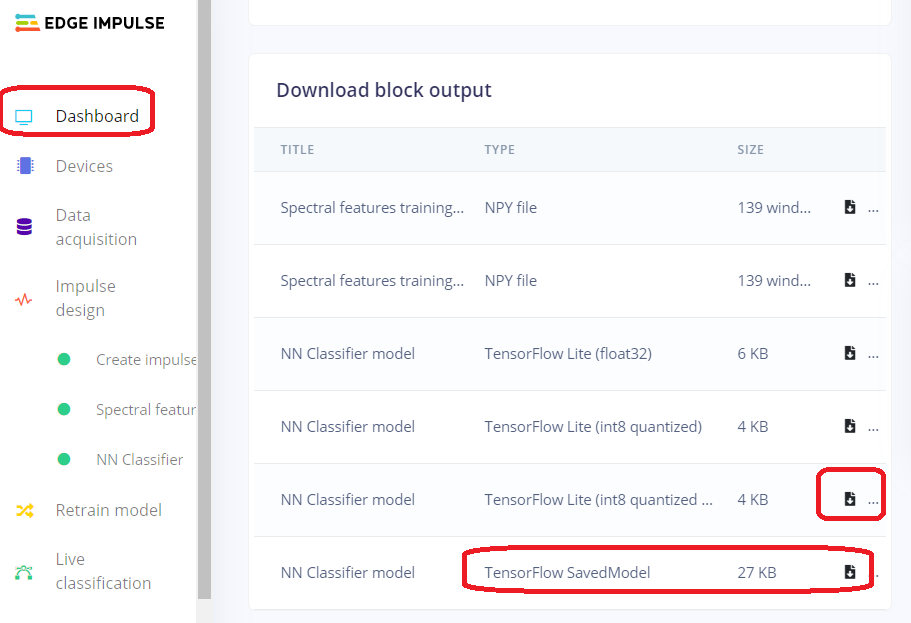 EDGE IMPULSE
Dashboard
Devices
Data
acquisition
Impulse
design
Create impulse
Spectral featur
NN Classifier
Retrain model
Live
classification
Download block output
TITLE TYPE SIZE
Spectral features training... NPY file 139 wind... ...
Spectral features training... NPY file 139 wind... ...
NN Classifier model TensorFlow Lite (float32) 6 KB ...
NN Classifier model TensorFlow Lite (int8 quantized) 4 KB ...
NN Classifier model TensorFlow Lite (int8 quantized ... 4 KB ...
NN Classifier model TensorFlow SavedModel 27 KB